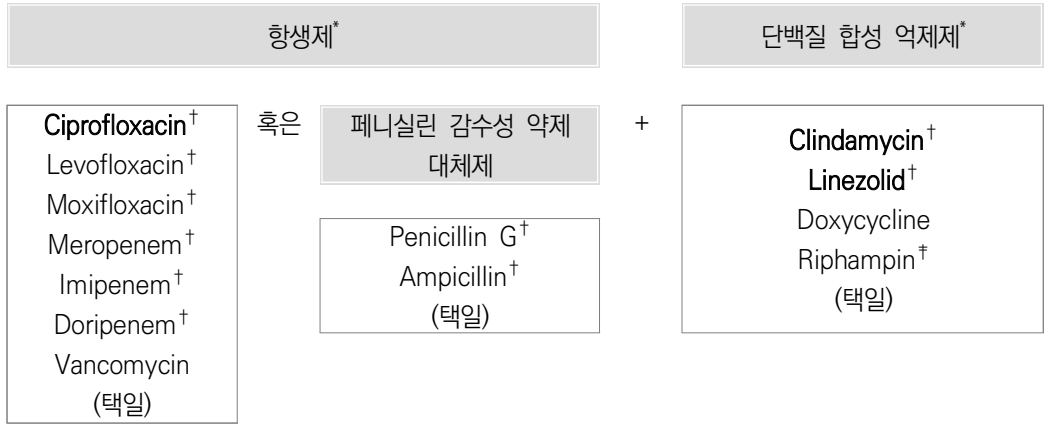 항생제*
단백질 합성 억제제*
Ciprofloxacin†
Levofloxacin†
Moxifloxacin†
Meropenem†
Imipenem†
Doripenem†
Vancomycin
(택일)
혹은
페니실린 감수성 약제
대체제
Penicillin G†
Ampicillin†
(택일)
+
Clindamycin†
Linezolid†
Doxycycline
Riphampin‡
(택일)